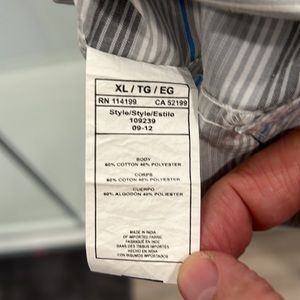 XL / TG / EG
RN 114199 CA 52199
Style/Style/Estilo
109239
09-12
BODY
60% COTTON 40% POLYESTER
CORPS
60% COTON 40% POLYESTER
CUERPO
60% ALGODÓN 40% POLIESTER
MADE IN INDIA
OF IMPORTED FABRIC
FABRIQUÉ EN INDE
DANS DES TISSUS IMPORTÉS
HECHO EN INDIA
CON INSUMOS IMPORTADOS